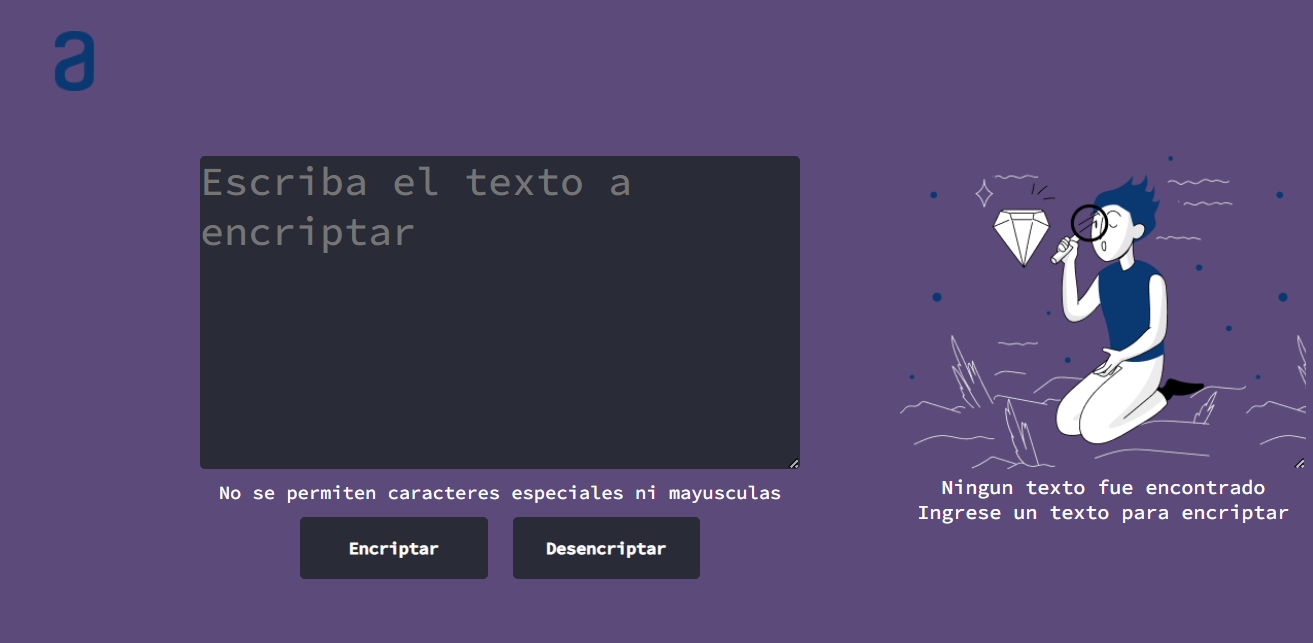 a
Escriba el texto a
encriptar
No se permiten caracteres especiales ni mayusculas
Encriptar
Desencriptar
Ningun texto fue encontrado
Ingrese un texto para encriptar